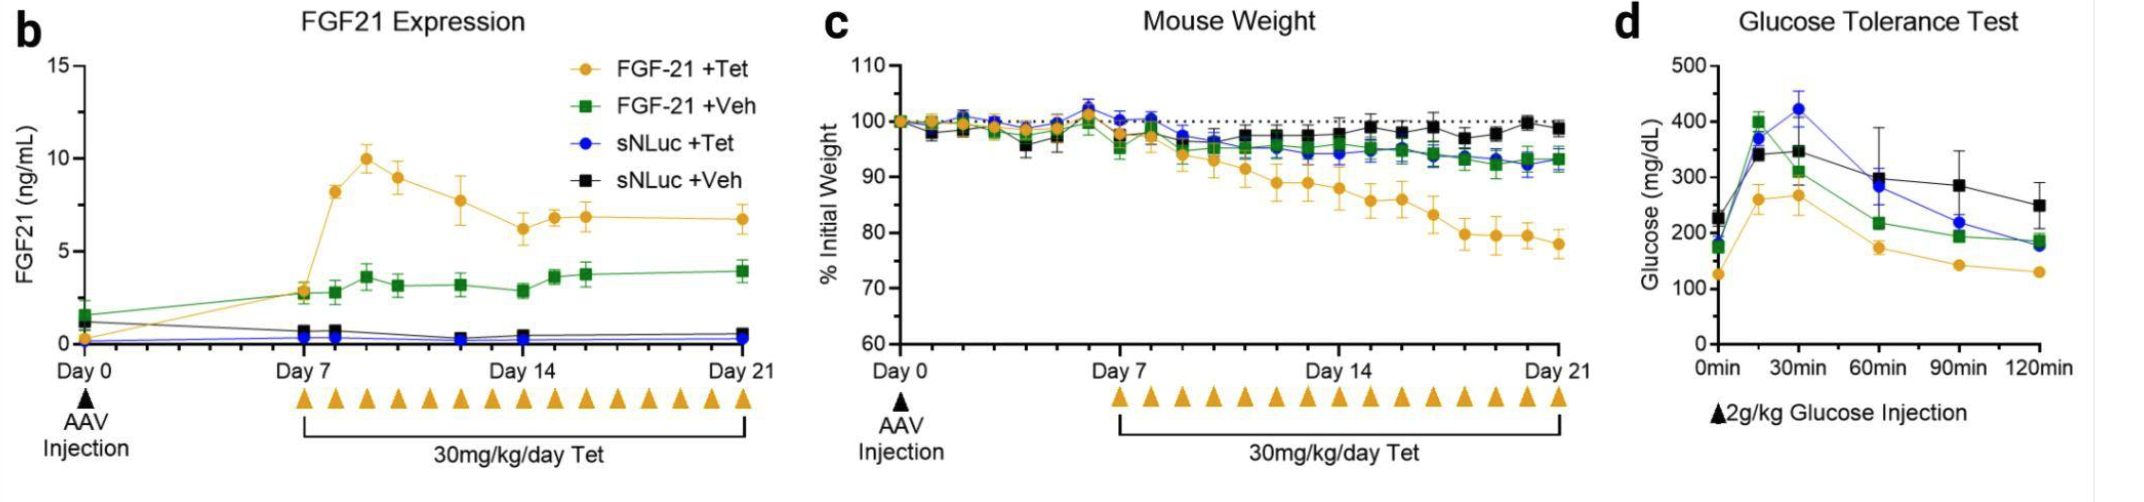 b
FGF21 Expression
FGF21 (ng/mL)
15
10
5
0
FGF-21 +Tet
FGF-21 +Veh
sNLuc +Tet
sNLuc +Veh
Day 0
Day 7
Day 14
Day 21
AAV
Injection
30mg/kg/day Tet
c
Mouse Weight
% Initial Weight
110
100
90
80
70
60
Day 0
Day 7
Day 14
Day 21
AAV
Injection
30mg/kg/day Tet
d
Glucose Tolerance Test
Glucose (mg/dL)
500
400
300
200
100
0
0min
30min
60min
90min
120min
2g/kg Glucose Injection